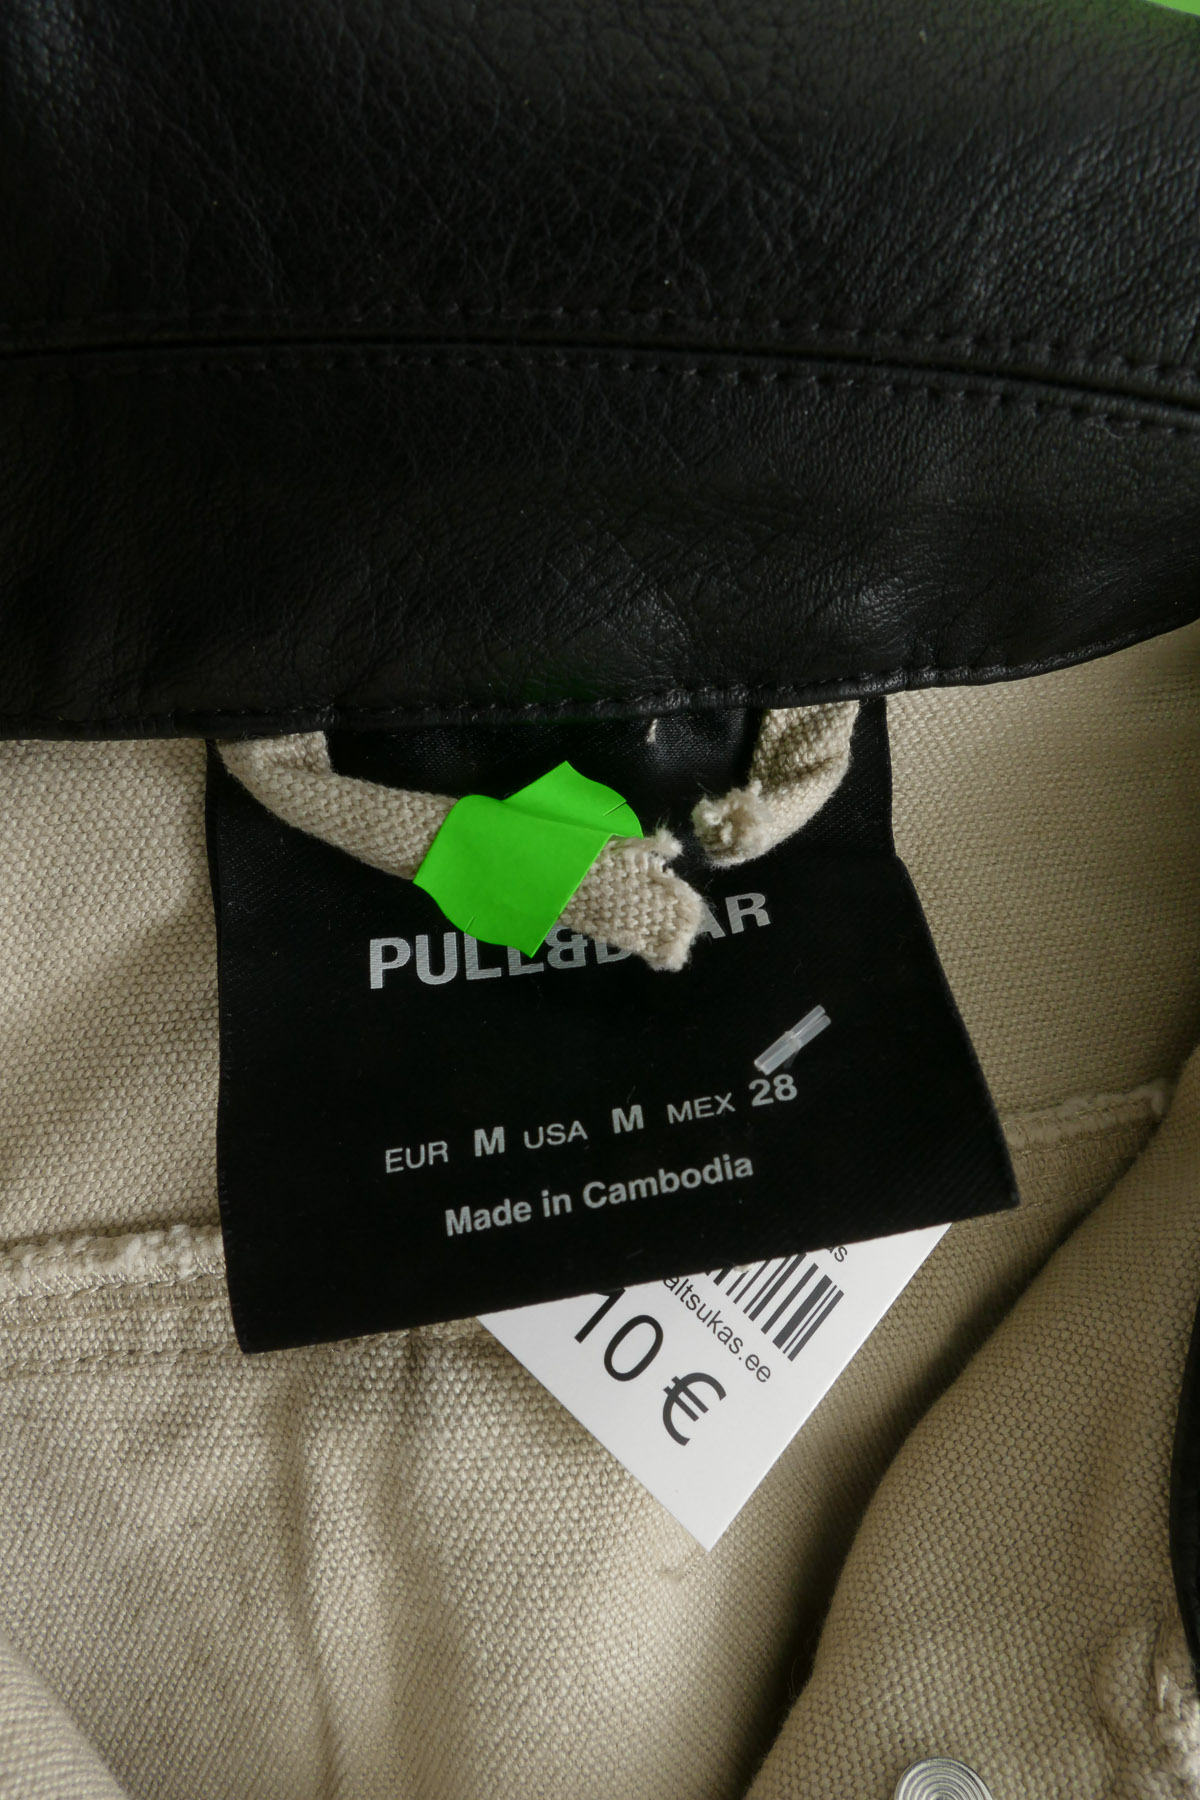 PULL&BEAR
EUR M USA M MEX 28
Made in Cambodia
altsukas.ee
10 €